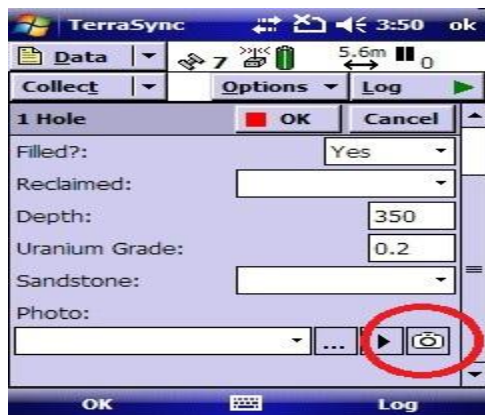 TerraSync 3:50 ok
Data 7 5.6m 0
Collect Options Log
1 Hole OK Cancel
Filled?: Yes
Reclaimed:
Depth: 350
Uranium Grade: 0.2
Sandstone:
Photo:
...
OK Log